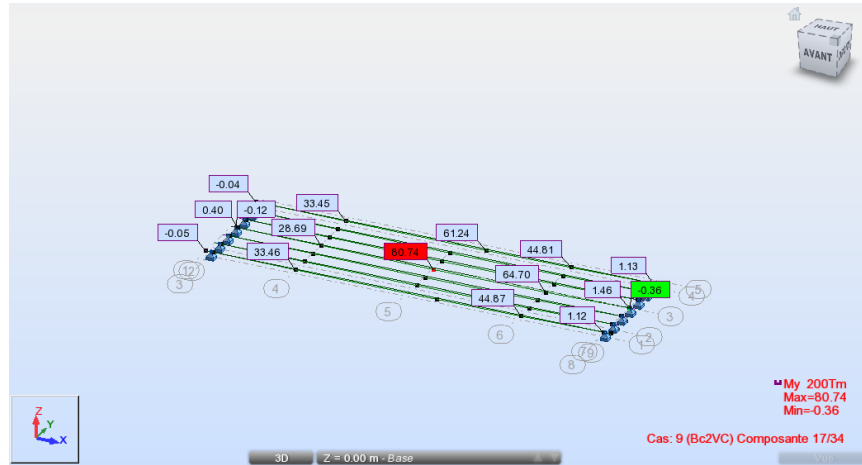 HAUT
AVANT
-0.04
33.45
0.40
-0.12
61.24
-0.05
28.69
44.81
33.46
80.74
1.13
64.70
-0.36
1.46
44.87
1.12
3
4
5
6
8
1
2
3
5
My 200Tm
Max=80.74
Min=-0.36
Cas: 9 (Bc2VC) Composante 17/34
Z
Y
X
3D
Z = 0.00 m - Base